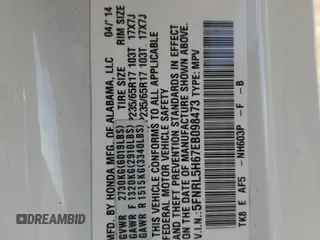 MFD. BY HONDA MFG. OF ALABAMA, LLC 04/'14
TIRE SIZE RIM SIZE
GVWR 2730KG(6019LBS)
GAWR F 1320KG(2910LBS) P235/65R17 103T 17X7J
GAWR R 1515KG(3340LBS) P235/65R17 103T 17X7J
THIS VEHICLE CONFORMS TO ALL APPLICABLE
FEDERAL MOTOR VEHICLE SAFETY
AND THEFT PREVENTION STANDARDS IN EFFECT
ON THE DATE OF MANUFACTURE SHOWN ABOVE.
V.I.N.:5FNRL5H67EB098473 TYPE: MPV
TK8 E AF5 - NH603P - F - B
AutoBidMaster